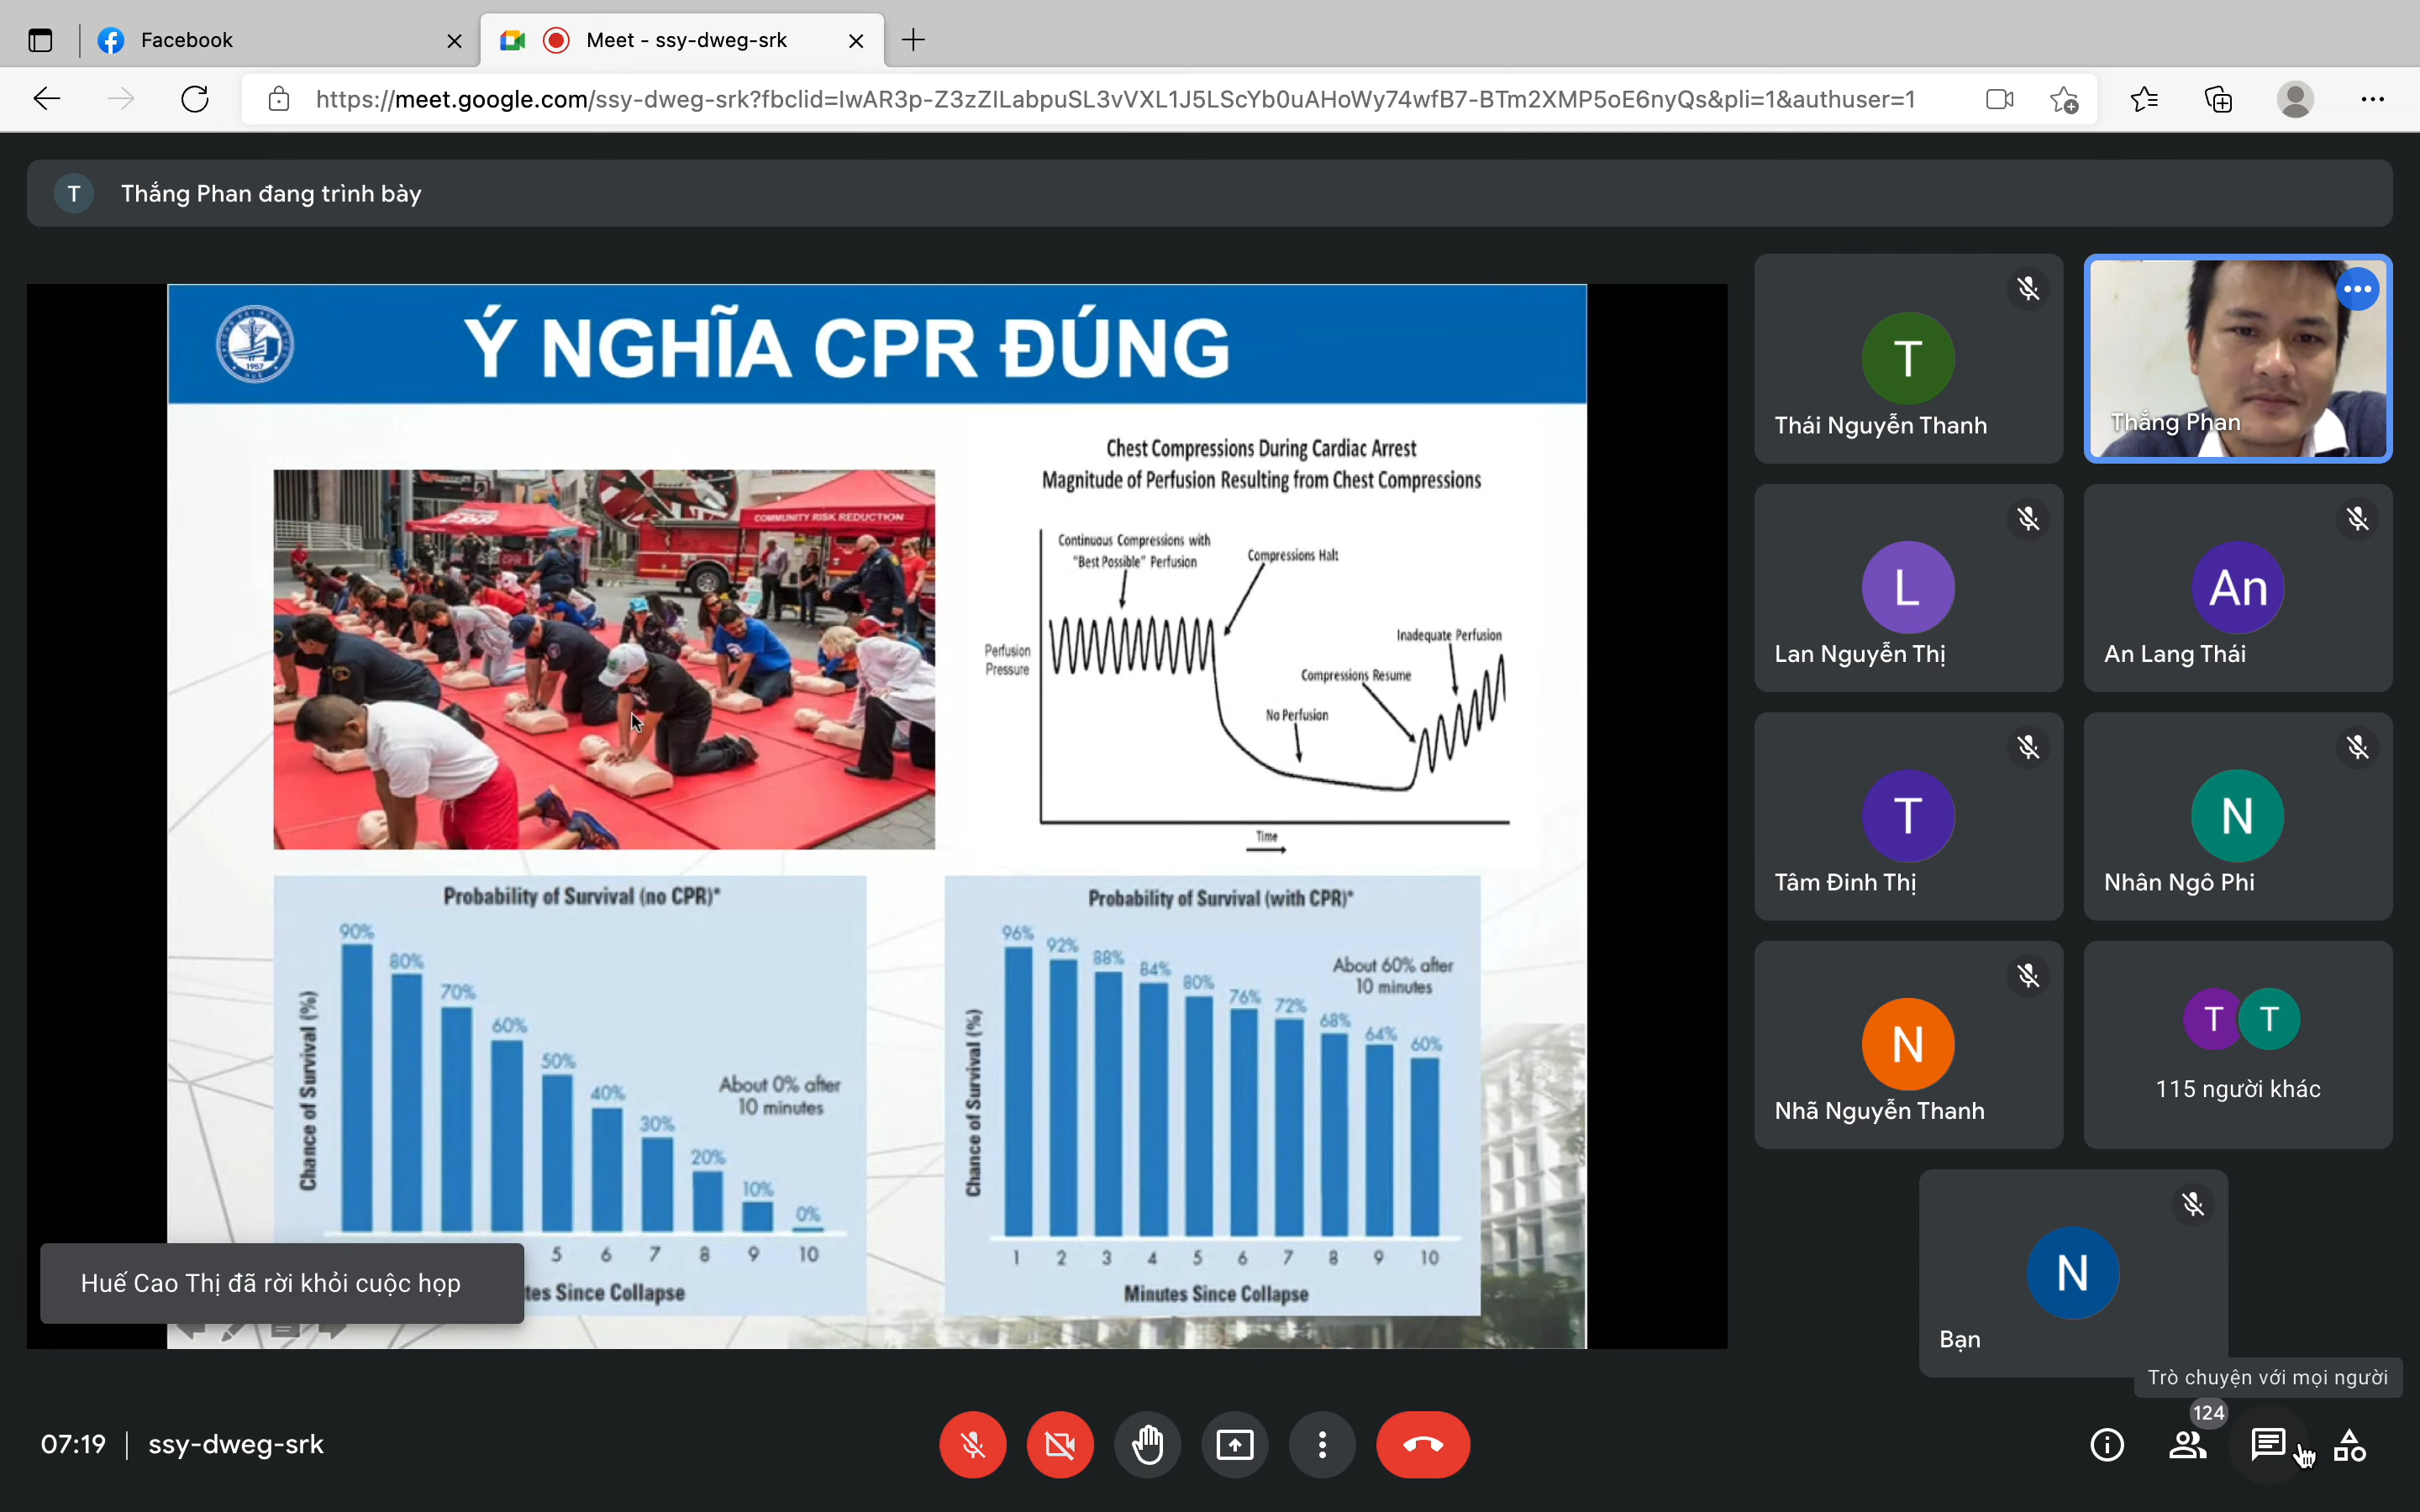 Facebook
Meet - ssy-dweg-srk
https://meet.google.com/ssy-dweg-srk?fbclid=IwAR3p-Z3zZILabpuSL3vVXL1J5LScYb0uAHoWy74wfB7-BTm2XMP5oE6nyQs&pli=1&authuser=1
T
Thắng Phan đang trình bày
Ý NGHĨA CPR ĐÚNG
1957
COMMUNITY RISK REDUCTION
CPR
Chest Compressions During Cardiac Arrest
Magnitude of Perfusion Resulting from Chest Compressions
Continuous Compressions with
"Best Possible" Perfusion
Compressions Halt
Perfusion
Pressure
Inadequate Perfusion
Compressions Resume
No Perfusion
Time
Probability of Survival (no CPR)*
Chance of Survival (%)
90%
80%
70%
60%
50%
40%
30%
20%
10%
0%
About 0% after
10 minutes
5 6 7 8 9 10
tes Since Collapse
Probability of Survival (with CPR)*
Chance of Survival (%)
96%
92%
88%
84%
80%
76%
72%
68%
64%
60%
About 60% after
10 minutes
1 2 3 4 5 6 7 8 9 10
Minutes Since Collapse
Huế Cao Thị đã rời khỏi cuộc họp
T
Thái Nguyễn Thanh
Thắng Phan
L
Lan Nguyễn Thị
An
An Lang Thái
T
Tâm Đinh Thị
N
Nhân Ngô Phi
N
Nhã Nguyễn Thanh
T T
115 người khác
N
Bạn
Trò chuyện với mọi người
07:19 | ssy-dweg-srk
124